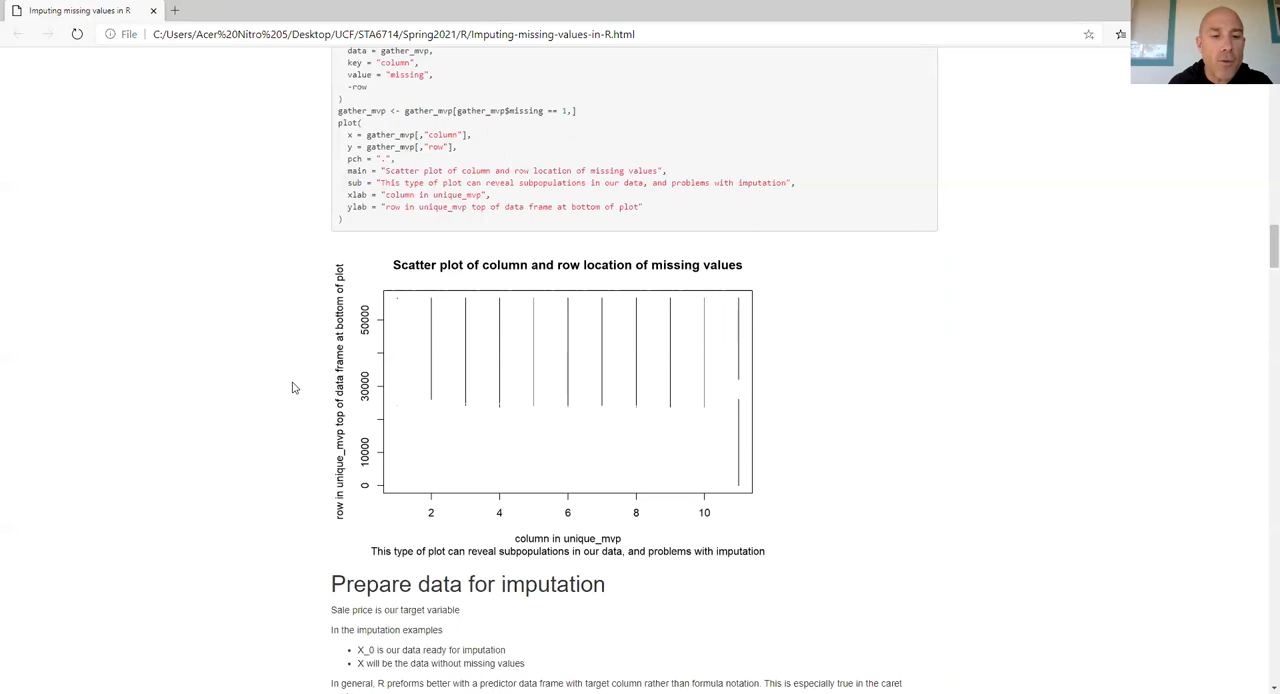 Imputing missing values in R
File
C:/Users/Acer%20Nitro%205/Desktop/UCF/STA6714/Spring2021/R/Imputing-missing-values-in-R.html
data = gather_mvp,
key = "column",
value = "missing",
-row
)
gather_mvp <- gather_mvp[gather_mvp$missing == 1,]
plot(
x = gather_mvp[,"column"],
y = gather_mvp[,"row"],
pch = ".",
main = "Scatter plot of column and row location of missing values",
sub = "This type of plot can reveal subpopulations in our data, and problems with imputation",
xlab = "column in unique_mvp",
ylab = "row in unique_mvp top of data frame at bottom of plot"
)
Scatter plot of column and row location of missing values
row in unique_mvp top of data frame at bottom of plot
50000
30000
10000
0
2 4 6 8 10
column in unique_mvp
This type of plot can reveal subpopulations in our data, and problems with imputation
Prepare data for imputation
Sale price is our target variable
In the imputation examples
• X_0 is our data ready for imputation
• X will be the data without missing values
In general, R preforms better with a predictor data frame with target column rather than formula notation. This is especially true in the caret